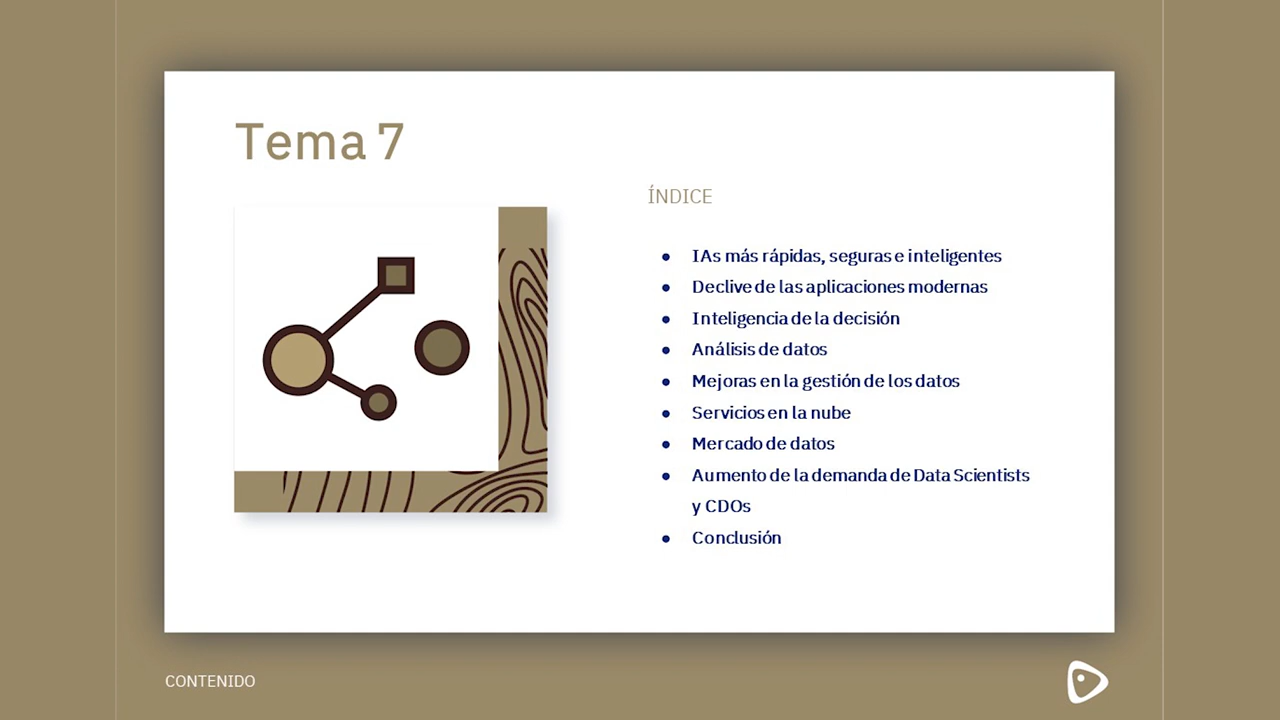 Tema 7
ÍNDICE
● IAs más rápidas, seguras e inteligentes
● Declive de las aplicaciones modernas
● Inteligencia de la decisión
● Análisis de datos
● Mejoras en la gestión de los datos
● Servicios en la nube
● Mercado de datos
● Aumento de la demanda de Data Scientists
y CDOs
● Conclusión
CONTENIDO